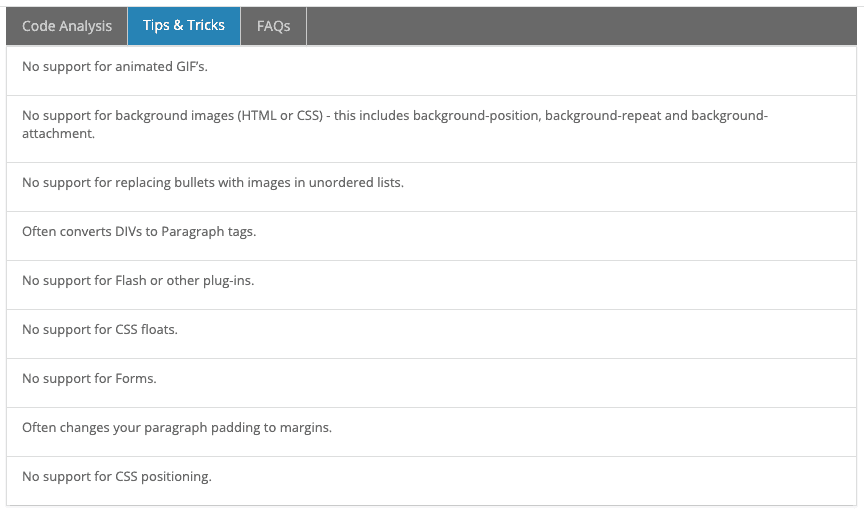 Code Analysis
Tips & Tricks
FAQs
No support for animated GIF's.
No support for background images (HTML or CSS) - this includes background-position, background-repeat and background-
attachment.
No support for replacing bullets with images in unordered lists.
Often converts DIVs to Paragraph tags.
No support for Flash or other plug-ins.
No support for CSS floats.
No support for Forms.
Often changes your paragraph padding to margins.
No support for CSS positioning.